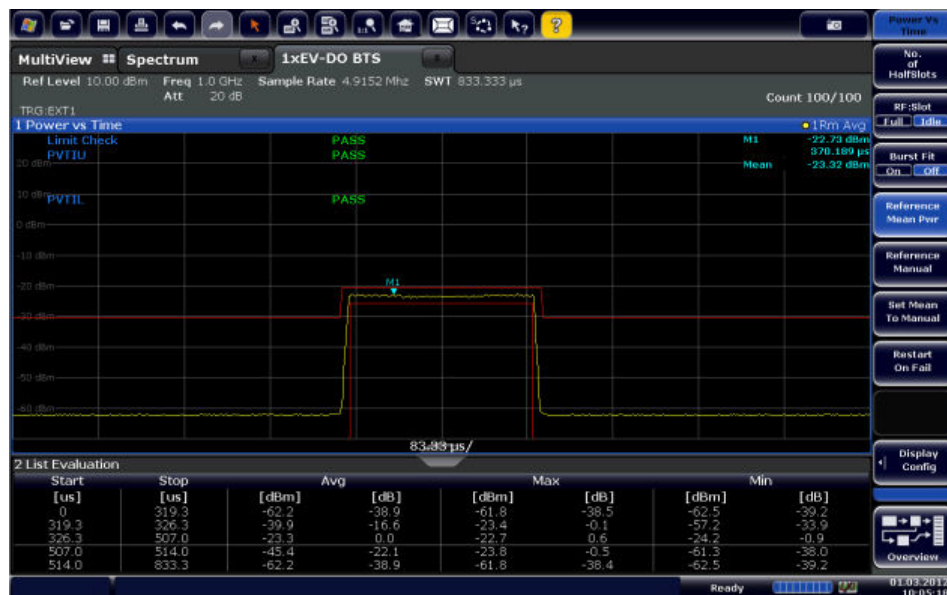 S
1:1
?
?
Power Vs Time
MultiView Spectrum x 1xEV-DO BTS x
Ref Level 10.00 dBm Freq 1.0 GHz Sample Rate 4.9152 Mhz SWT 833.333 µs
Att 20 dB Count 100/100
TRG:EXT1
1 Power vs Time 1Rm Avg
Limit Check PASS M1 -22.73 dBm
PVTIU PASS 370.189 µs
20 dBm Mean -23.32 dBm
10 dBm PVTIL PASS
0 dBm
-10 dBm
-20 dBm M1
-30 dBm
-40 dBm
-50 dBm
-60 dBm
83.33 µs/
2 List Evaluation
Start Stop Avg Max Min
[us] [us] [dBm] [dB] [dBm] [dB] [dBm] [dB]
0 319.3 -62.2 -38.9 -61.8 -38.5 -62.5 -39.2
319.3 326.3 -39.9 -16.6 -23.4 -0.1 -57.2 -33.9
326.3 507.0 -23.3 0.0 -22.7 0.6 -24.2 -0.9
507.0 514.0 -45.4 -22.1 -23.8 -0.5 -61.3 -38.0
514.0 833.3 -62.2 -38.9 -61.8 -38.4 -62.5 -39.2
No. of HalfSlots
RF:Slot
Full Idle
Burst Fit
On Off
Reference Mean Pwr
Reference Manual
Set Mean To Manual
Restart On Fail
Display Config
Overview
Ready
01.03.2012
10:05:18